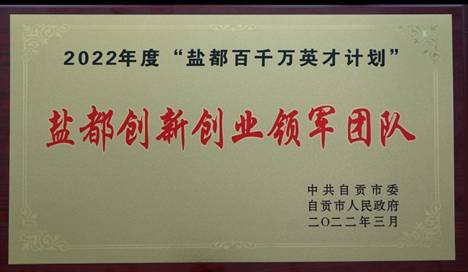 2022年度“盐都百千万英才计划”
盐都创新创业领军团队
中共自贡市委
自贡市人民政府
二〇二二年三月